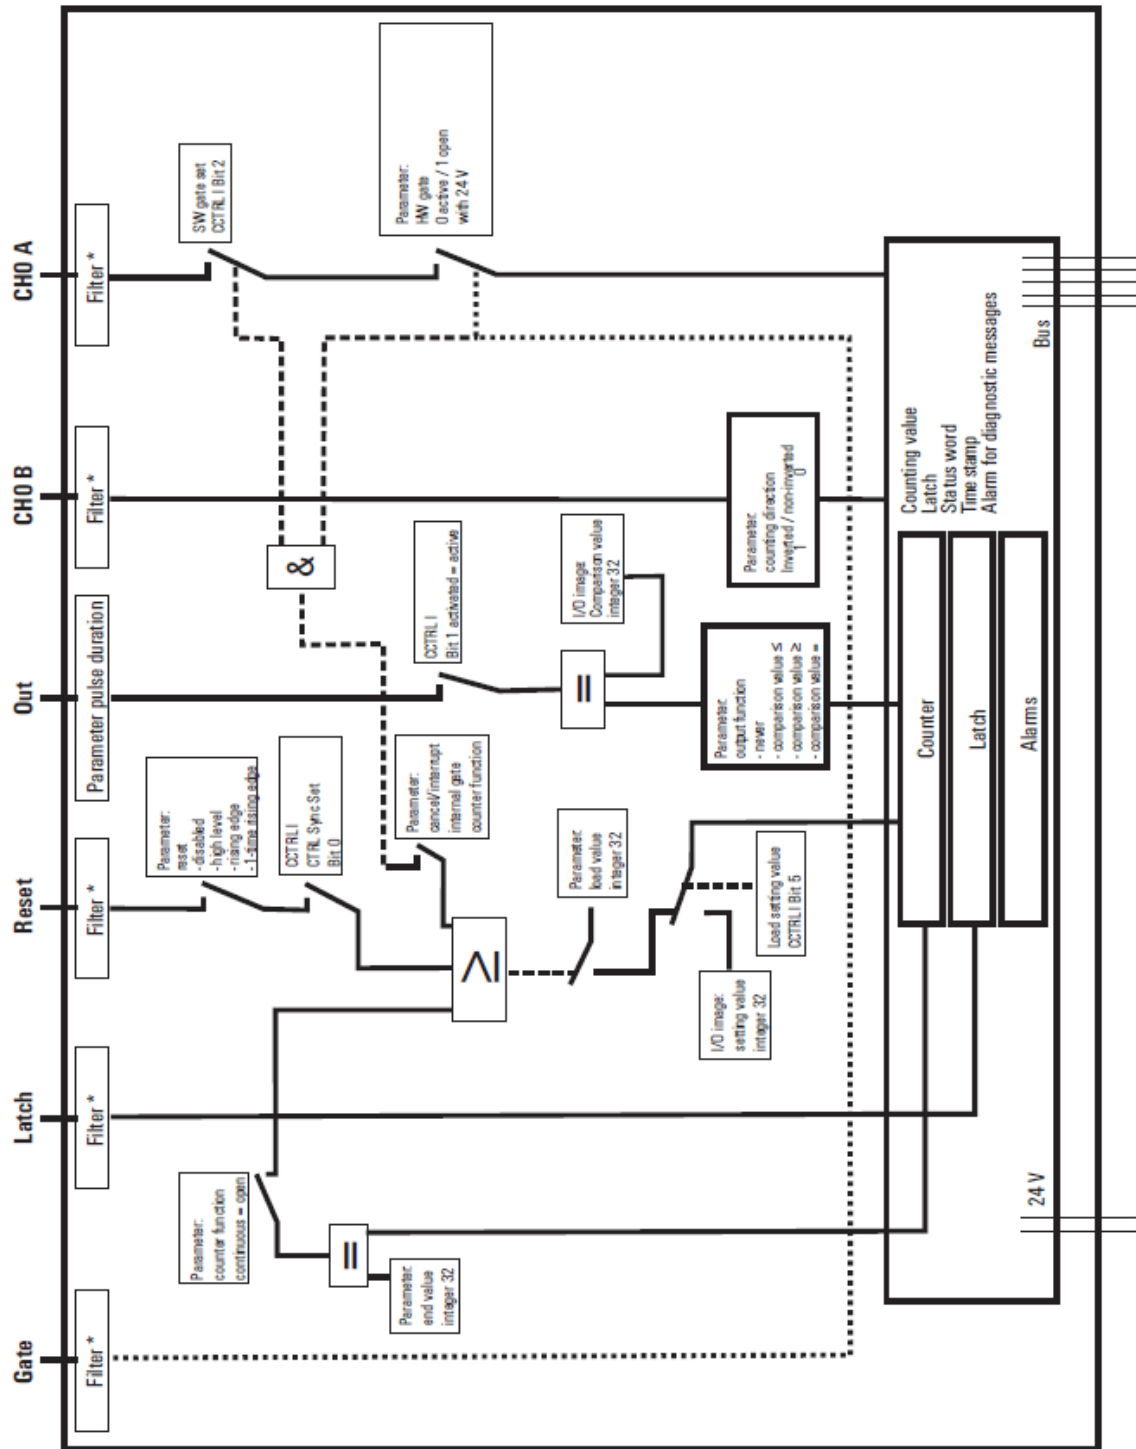 Gate
Filter *
Latch
Filter *
Reset
Filter *
Out
Parameter pulse duration
CH0 B
Filter *
CH0 A
Filter *
Parameter:
counter function
continuous = open
=
Parameter:
end value
integer 32
Parameter:
reset
- disabled
- high level
- rising edge
- 1-time rising edge
CCTRL I
CTRL Sync Set
Bit 0
Parameter:
cancel/interrupt
internal gate
counter function
≥
Parameter:
load value
integer 32
I/O image:
setting value
integer 32
Load setting value
CCTRL I Bit 5
&
CCTRL I
Bit 1 activated = active
=
I/O image:
Comparison value
integer 32
Parameter:
output function
- never
- comparison value ≤
- comparison value ≥
- comparison value =
Parameter:
counting direction
Inverted / non-inverted
1 0
SW gate set
CCTRL I Bit 2
Parameter:
HW gate
0 active / 1 open
with 24 V
Counter
Latch
Alarms
Counting value
Latch
Status word
Time stamp
Alarm for diagnostic messages
24 V
Bus